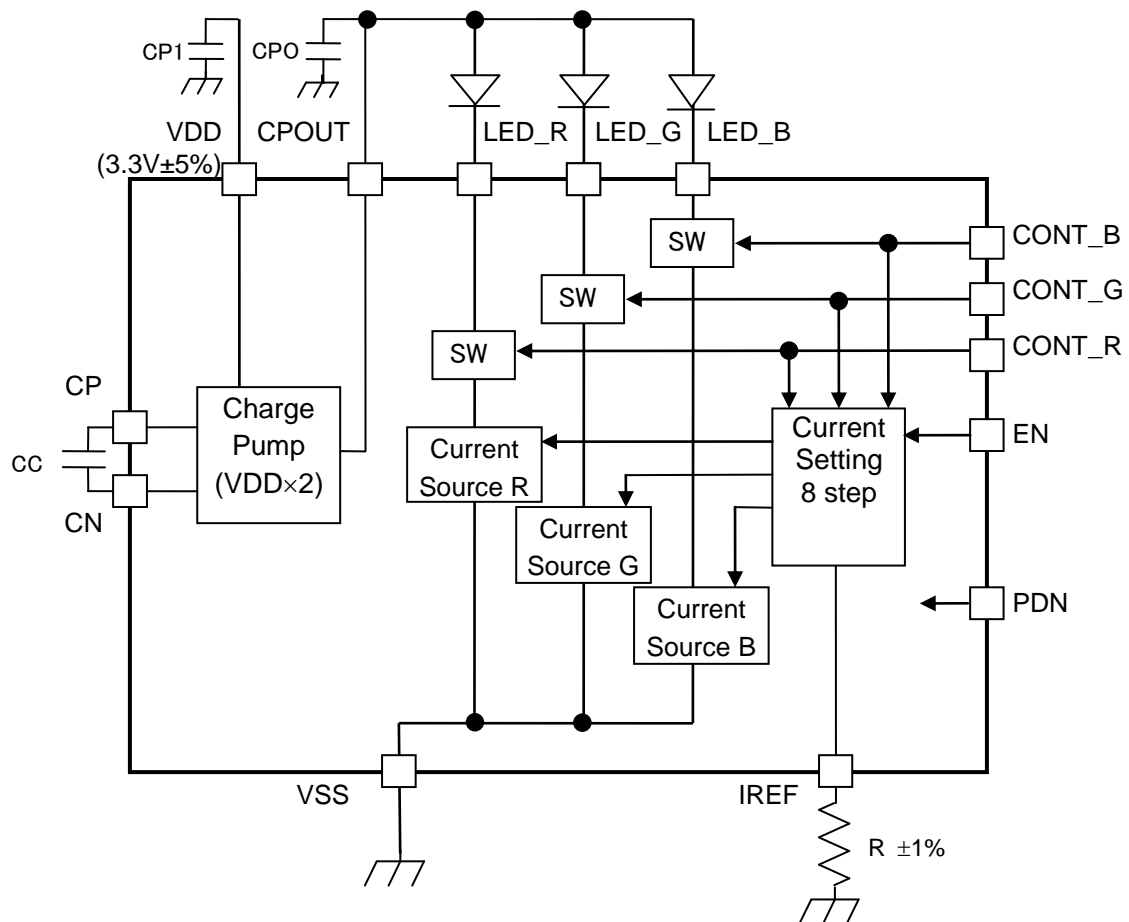 CP1
CPO
VDD
(3.3V±5%)
CPOUT
LED_R
LED_G
LED_B
SW
CONT_B
SW
CONT_G
SW
CONT_R
CP
CC
CN
Charge
Pump
(VDD×2)
Current
Source R
Current
Setting
8 step
EN
Current
Source G
Current
Source B
PDN
VSS
IREF
R ±1%